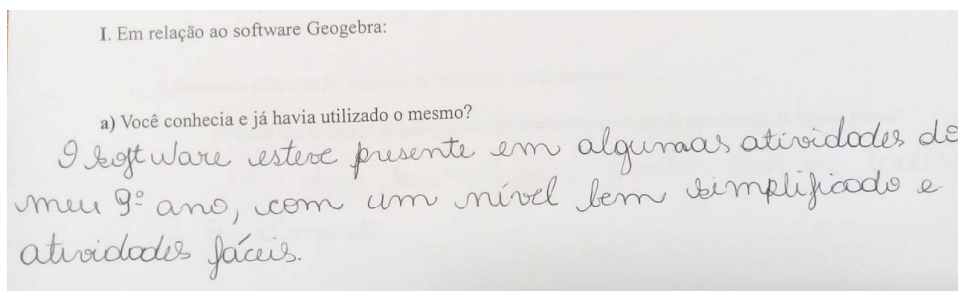 I. Em relação ao software Geogebra:
a) Você conhecia e já havia utilizado o mesmo?
O software esteve presente em algumas atividades do
meu 9º ano, com um nível bem simplificado e
atividades fáceis.